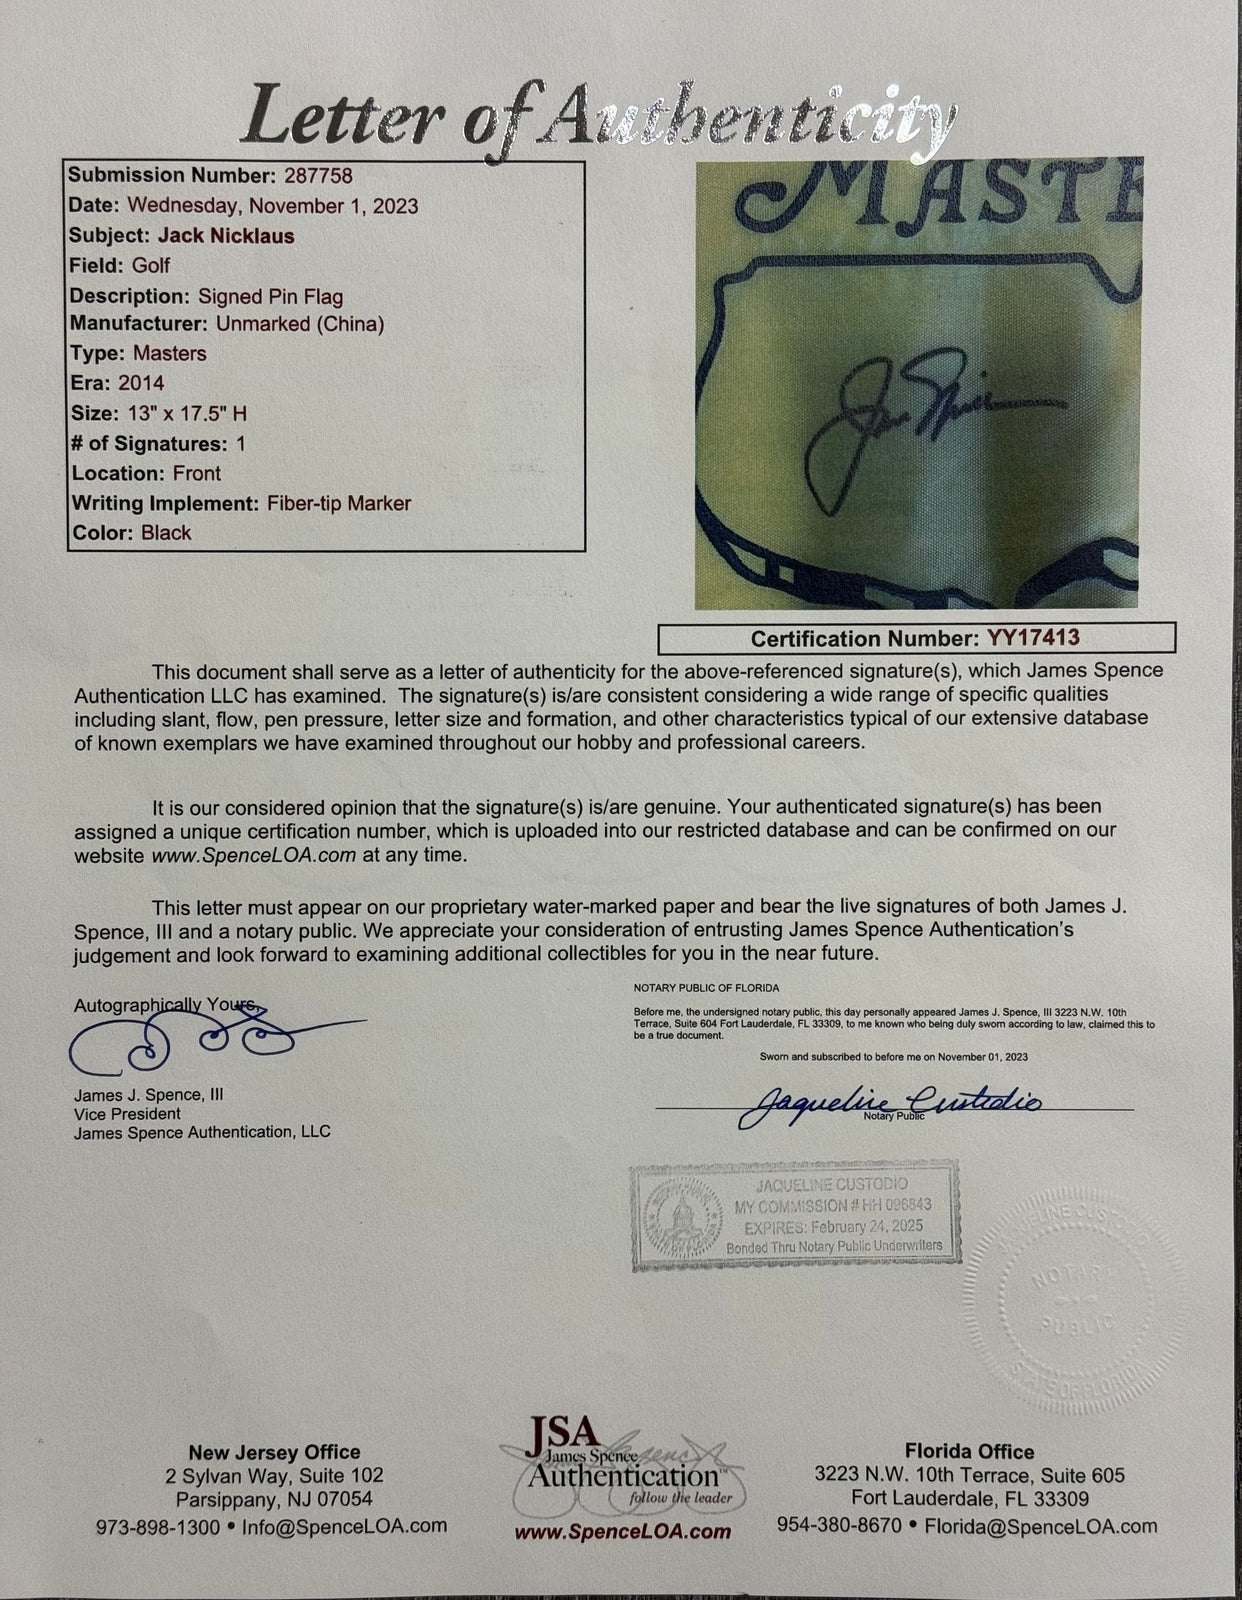 Letter of Authenticity
Submission Number: 287758
Date: Wednesday, November 1, 2023
Subject: Jack Nicklaus
Field: Golf
Description: Signed Pin Flag
Manufacturer: Unmarked (China)
Type: Masters
Era: 2014
Size: 13" x 17.5" H
# of Signatures: 1
Location: Front
Writing Implement: Fiber-tip Marker
Color: Black
MASTE
Certification Number: YY17413
This document shall serve as a letter of authenticity for the above-referenced signature(s), which James Spence
Authentication LLC has examined. The signature(s) is/are consistent considering a wide range of specific qualities
including slant, flow, pen pressure, letter size and formation, and other characteristics typical of our extensive database
of known exemplars we have examined throughout our hobby and professional careers.
It is our considered opinion that the signature(s) is/are genuine. Your authenticated signature(s) has been
assigned a unique certification number, which is uploaded into our restricted database and can be confirmed on our
website www.SpenceLOA.com at any time.
This letter must appear on our proprietary water-marked paper and bear the live signatures of both James J.
Spence, III and a notary public. We appreciate your consideration of entrusting James Spence Authentication's
judgement and look forward to examining additional collectibles for you in the near future.
Autographically Yours,
James J. Spence, III
Vice President
James Spence Authentication, LLC
NOTARY PUBLIC OF FLORIDA
Before me, the undersigned notary public, this day personally appeared James J. Spence, III 3223 N.W. 10th
Terrace, Suite 604 Fort Lauderdale, FL 33309, to me known who being duly sworn according to law, claimed this to
be a true document.
Sworn and subscribed to before me on November 01, 2023
Jaqueline Custodio
Notary Public
JAQUELINE CUSTODIO
MY COMMISSION # HH 096843
EXPIRES: February 24, 2025
Bonded Thru Notary Public Underwriters
NOTARY
PUBLIC
STATE OF FLORIDA
New Jersey Office
2 Sylvan Way, Suite 102
Parsippany, NJ 07054
973-898-1300 • Info@SpenceLOA.com
JSA
James Spence
Authentication™
follow the leader
www.SpenceLOA.com
Florida Office
3223 N.W. 10th Terrace, Suite 605
Fort Lauderdale, FL 33309
954-380-8670 • Florida@SpenceLOA.com